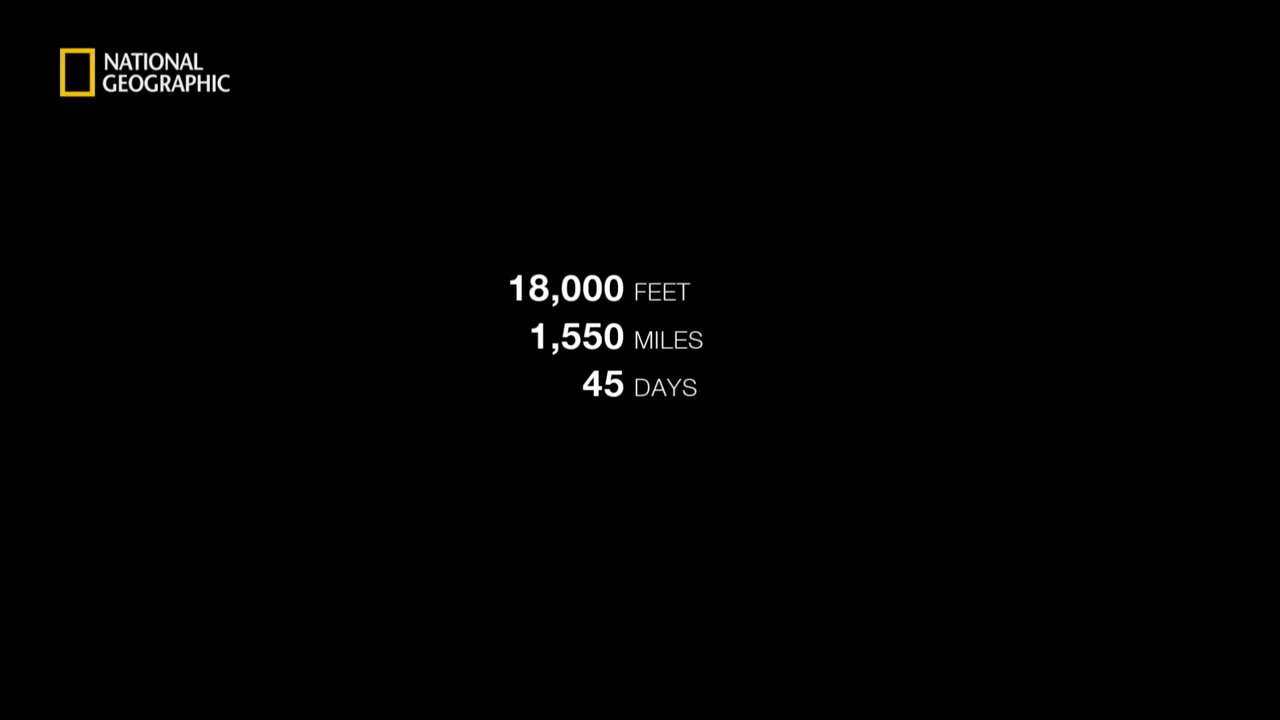 NATIONAL
GEOGRAPHIC
18,000 FEET
1,550 MILES
45 DAYS